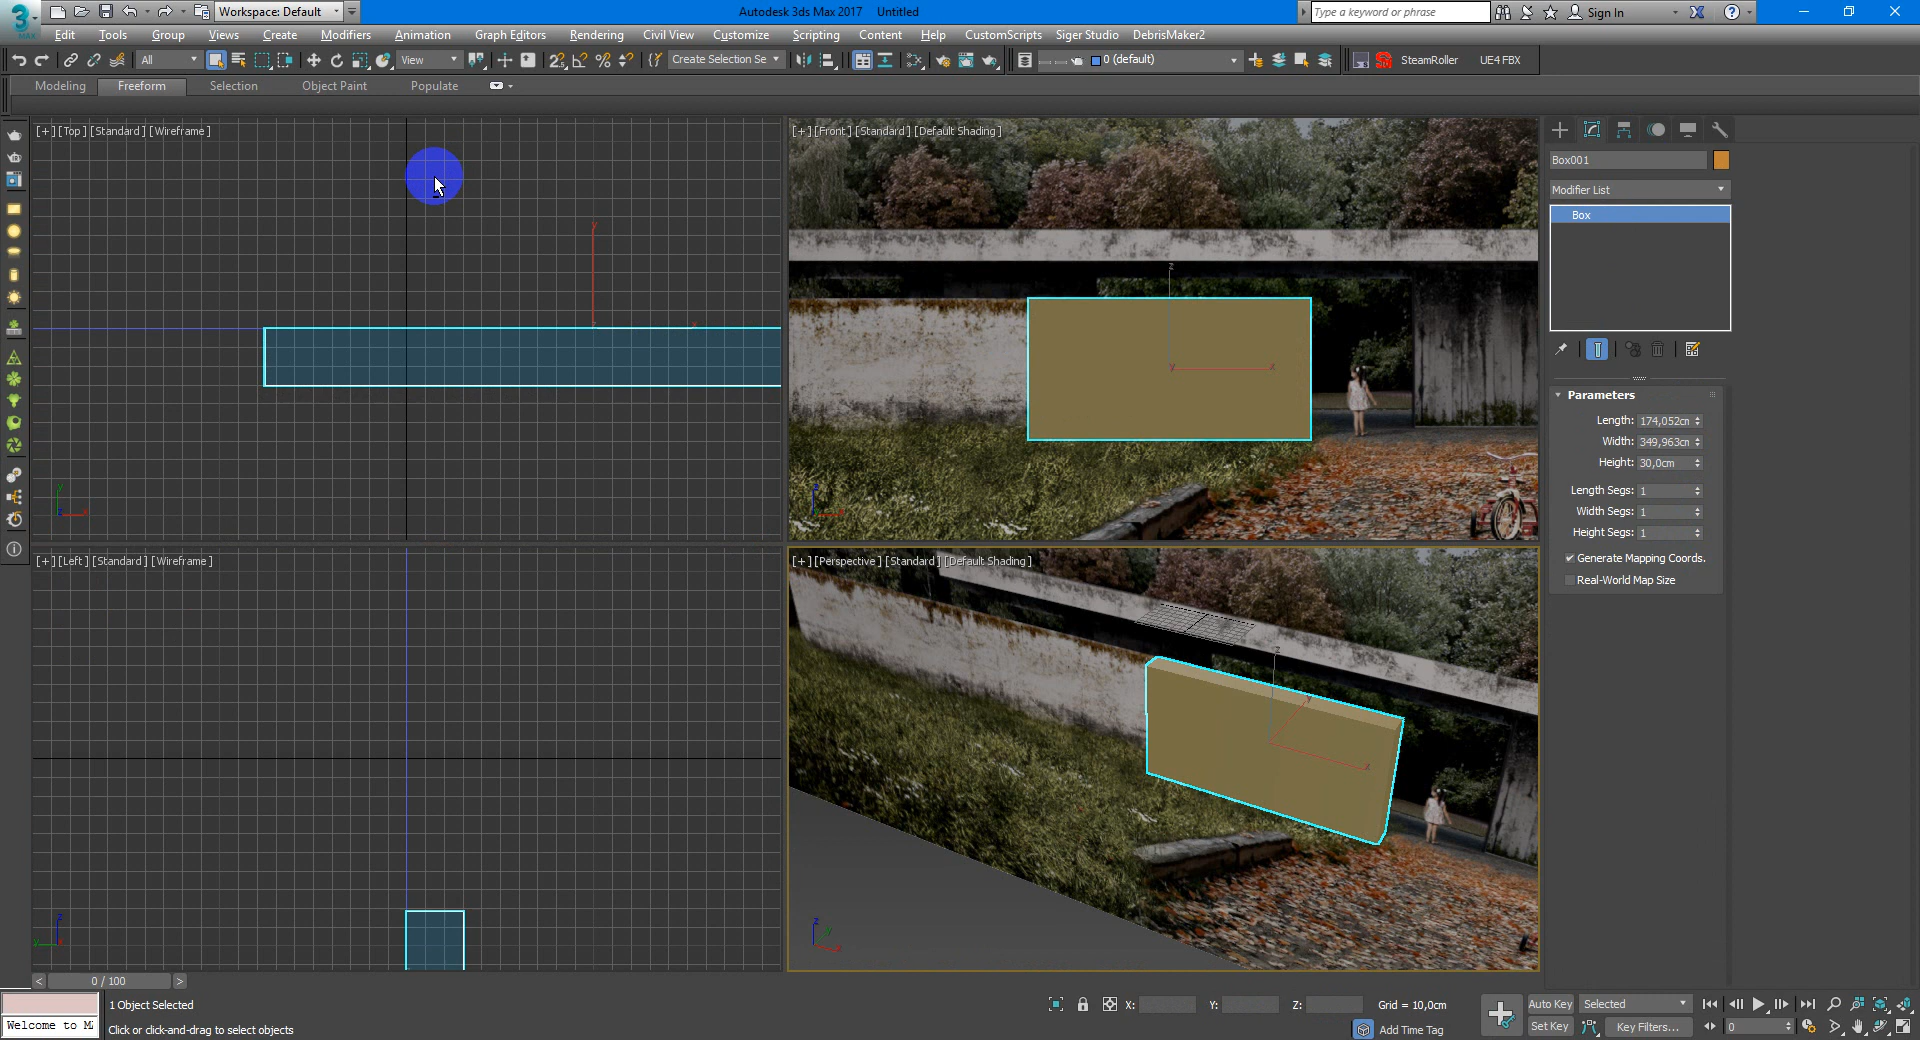 3
MAX
Workspace: Default
Autodesk 3ds Max 2017 Untitled
Type a keyword or phrase
Sign In
Edit Tools Group Views Create Modifiers Animation Graph Editors Rendering Civil View Customize Scripting Content Help CustomScripts Siger Studio DebrisMaker2
All
View
Create Selection Se
0 (default)
SteamRoller
UE4 FBX
Modeling Freeform Selection Object Paint Populate
[+] [Top] [Standard] [Wireframe]
[+] [Front] [Standard] [Default Shading]
[+] [Left] [Standard] [Wireframe]
[+] [Perspective] [Standard] [Default Shading]
Box001
Modifier List
Box
Parameters
Length: 174,052cm
Width: 349,963cm
Height: 30,0cm
Length Segs: 1
Width Segs: 1
Height Segs: 1
Generate Mapping Coords.
Real-World Map Size
< 0 / 100 >
1 Object Selected
Welcome to M
Click or click-and-drag to select objects
X: Y: Z: Grid = 10,0cm
Add Time Tag
Auto Key Selected
Set Key Key Filters...
0